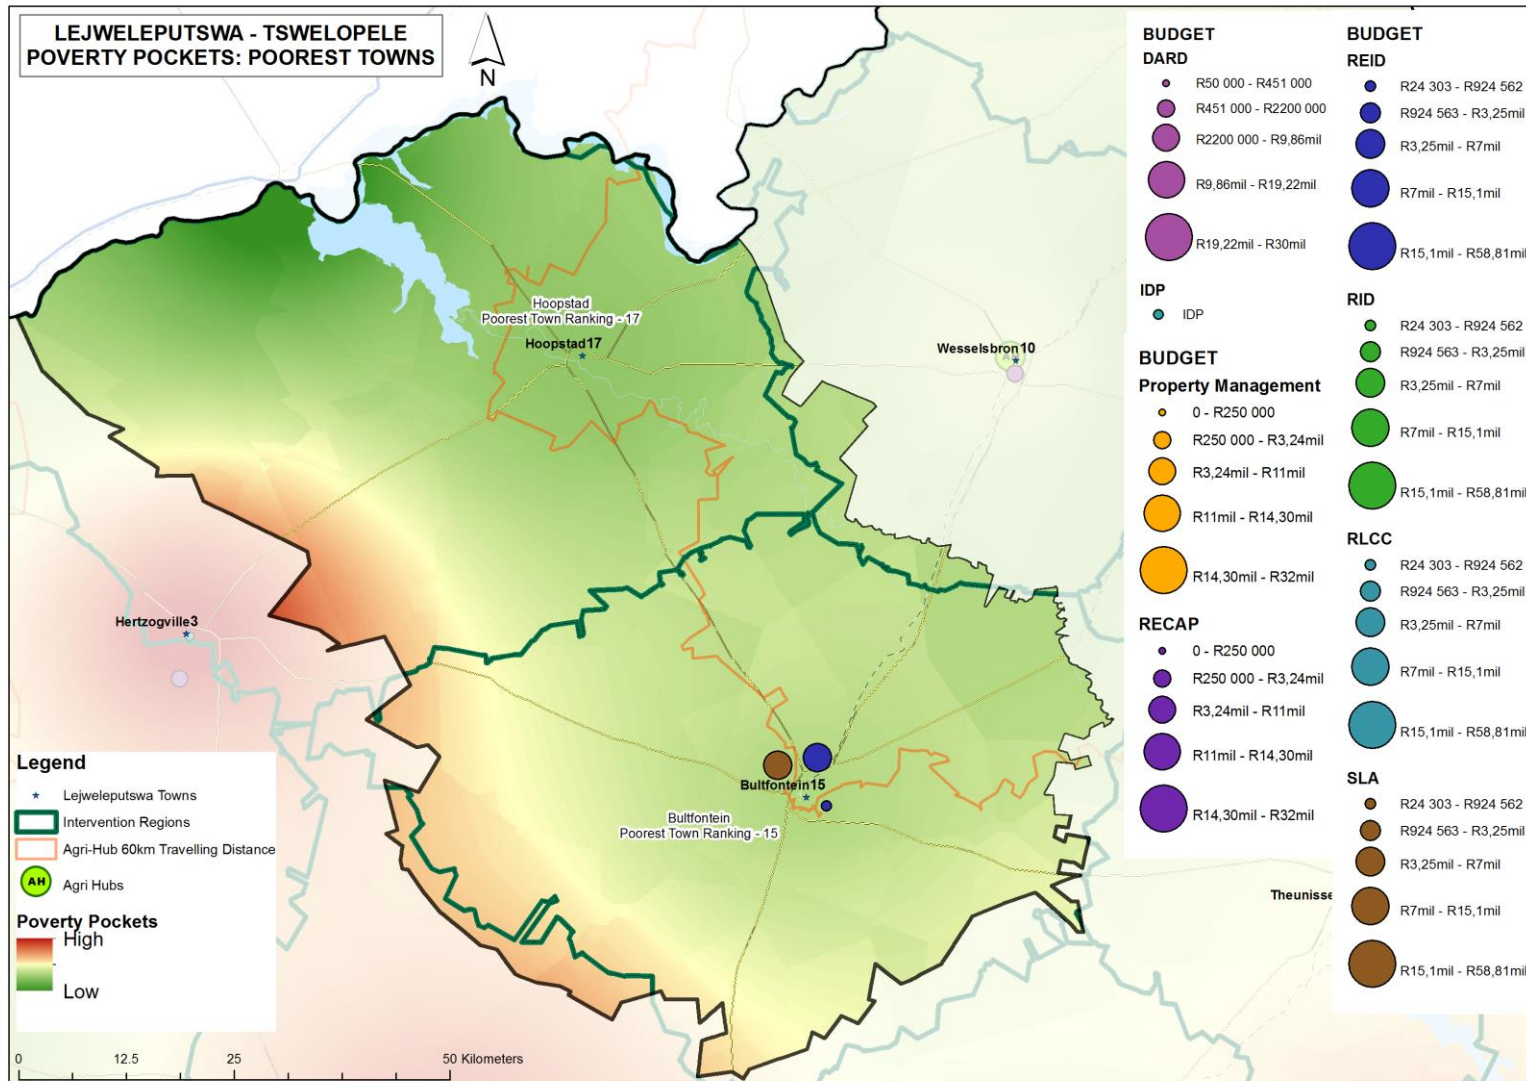 LEJWELEPUTSWA - TSWELOPELE
POVERTY POCKETS: POOREST TOWNS
N
Hoopstad
Poorest Town Ranking - 17
Hoopstad17
Wesselsbron10
Hertzogville3
Bultfontein15
Bultfontein
Poorest Town Ranking - 15
Theunisse
Legend
Lejweleputswa Towns
Intervention Regions
Agri-Hub 60km Travelling Distance
AH
Agri Hubs
Poverty Pockets
High
Low
0 12.5 25 50 Kilometers
BUDGET
DARD
R50 000 - R451 000
R451 000 - R2200 000
R2200 000 - R9,86mil
R9,86mil - R19,22mil
R19,22mil - R30mil
IDP
IDP
BUDGET
Property Management
0 - R250 000
R250 000 - R3,24mil
R3,24mil - R11mil
R11mil - R14,30mil
R14,30mil - R32mil
RECAP
0 - R250 000
R250 000 - R3,24mil
R3,24mil - R11mil
R11mil - R14,30mil
R14,30mil - R32mil
BUDGET
REID
R24 303 - R924 562
R924 563 - R3,25mil
R3,25mil - R7mil
R7mil - R15,1mil
R15,1mil - R58,81mil
RID
R24 303 - R924 562
R924 563 - R3,25mil
R3,25mil - R7mil
R7mil - R15,1mil
R15,1mil - R58,81mil
RLCC
R24 303 - R924 562
R924 563 - R3,25mil
R3,25mil - R7mil
R7mil - R15,1mil
R15,1mil - R58,81mil
SLA
R24 303 - R924 562
R924 563 - R3,25mil
R3,25mil - R7mil
R7mil - R15,1mil
R15,1mil - R58,81mil